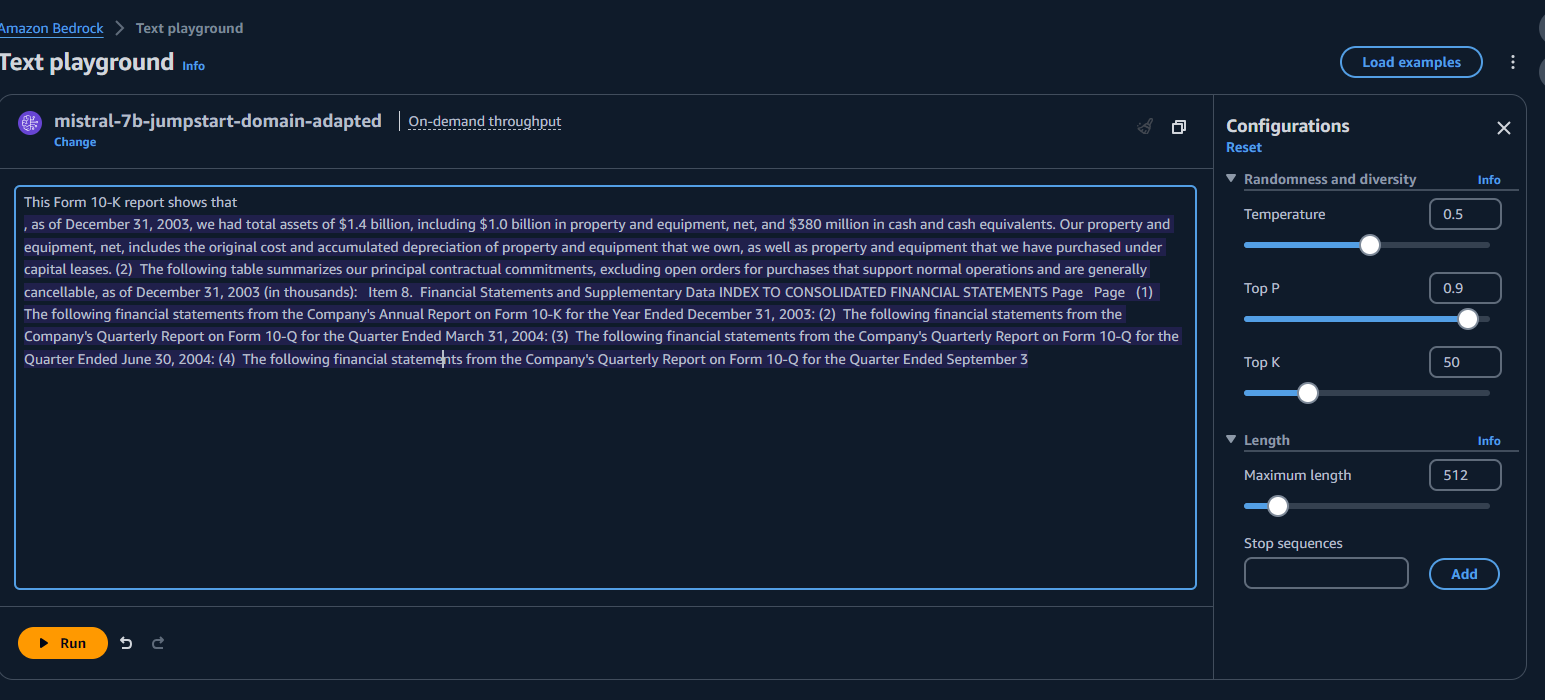 Amazon Bedrock > Text playground
Text playground Info
Load examples
mistral-7b-jumpstart-domain-adapted | On-demand throughput
Change
This Form 10-K report shows that
, as of December 31, 2003, we had total assets of $1.4 billion, including $1.0 billion in property and equipment, net, and $380 million in cash and cash equivalents. Our property and
equipment, net, includes the original cost and accumulated depreciation of property and equipment that we own, as well as property and equipment that we have purchased under
capital leases. (2) The following table summarizes our principal contractual commitments, excluding open orders for purchases that support normal operations and are generally
cancellable, as of December 31, 2003 (in thousands): Item 8. Financial Statements and Supplementary Data INDEX TO CONSOLIDATED FINANCIAL STATEMENTS Page Page (1)
The following financial statements from the Company's Annual Report on Form 10-K for the Year Ended December 31, 2003: (2) The following financial statements from the
Company's Quarterly Report on Form 10-Q for the Quarter Ended March 31, 2004: (3) The following financial statements from the Company's Quarterly Report on Form 10-Q for the
Quarter Ended June 30, 2004: (4) The following financial statements from the Company's Quarterly Report on Form 10-Q for the Quarter Ended September 3
Run
Configurations
Reset
Randomness and diversity Info
Temperature 0.5
Top P 0.9
Top K 50
Length Info
Maximum length 512
Stop sequences
Add